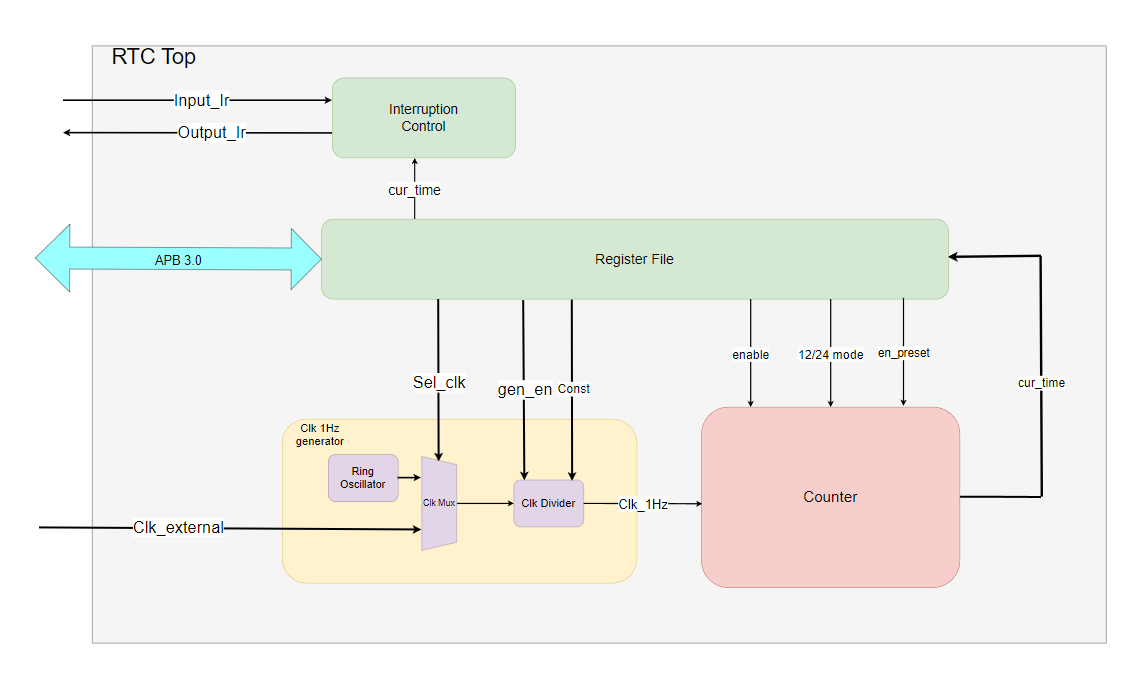 RTC Top
Input_Ir
Output_Ir
Interruption
Control
cur_time
APB 3.0
Register File
enable
12/24 mode
en_preset
Sel_clk
gen_en
Const
cur_time
Clk 1Hz
generator
Ring
Oscillator
Clk Mux
Clk Divider
Clk_1Hz
Counter
Clk_external